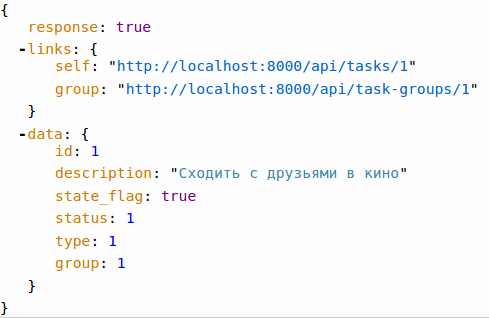 {
response: true
-links: {
self: "http://localhost:8000/api/tasks/1"
group: "http://localhost:8000/api/task-groups/1"
}
-data: {
id: 1
description: "Сходить с друзьями в кино"
state_flag: true
status: 1
type: 1
group: 1
}
}